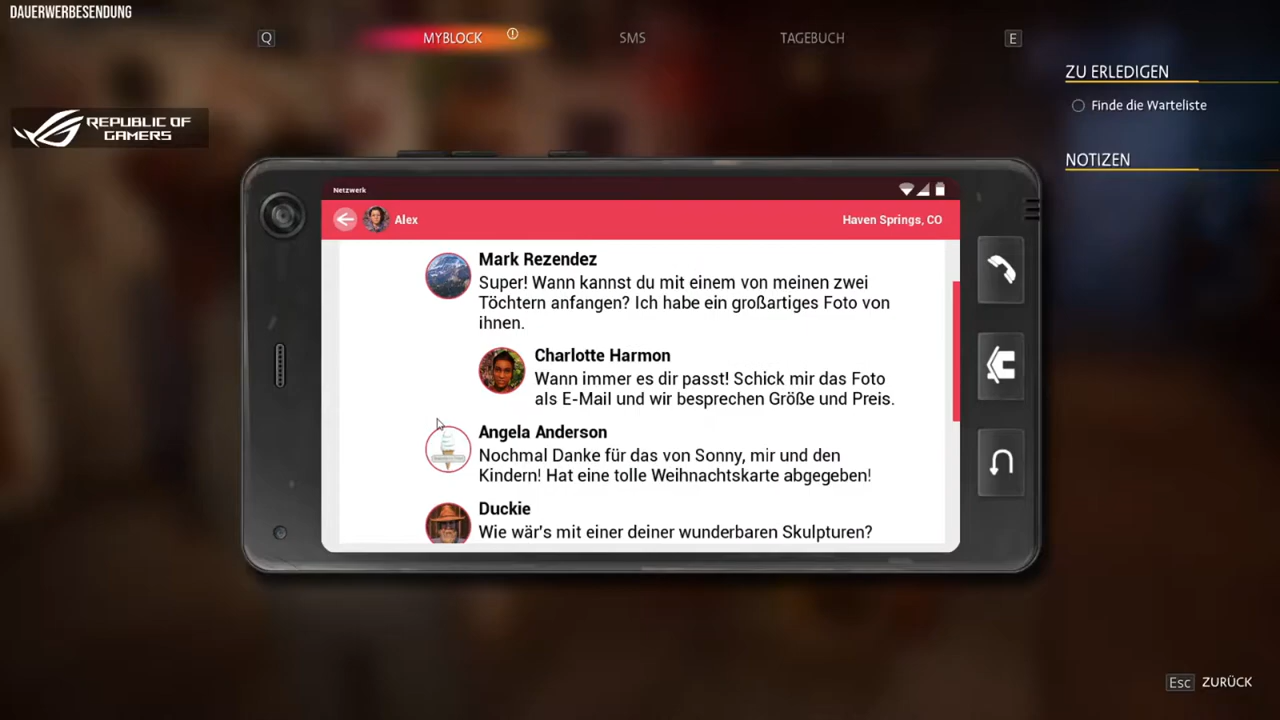 DAUERWERBESENDUNG
Q
MYBLOCK
SMS
TAGEBUCH
E
ZU ERLEDIGEN
Finde die Warteliste
NOTIZEN
REPUBLIC OF
GAMERS
Netzwerk
Alex
Haven Springs, CO
Mark Rezendez
Super! Wann kannst du mit einem von meinen zwei
Töchtern anfangen? Ich habe ein großartiges Foto von
ihnen.
Charlotte Harmon
Wann immer es dir passt! Schick mir das Foto
als E-Mail und wir besprechen Größe und Preis.
Angela Anderson
Nochmal Danke für das von Sonny, mir und den
Kindern! Hat eine tolle Weihnachtskarte abgegeben!
Duckie
Wie wär's mit einer deiner wunderbaren Skulpturen?
Esc ZURÜCK